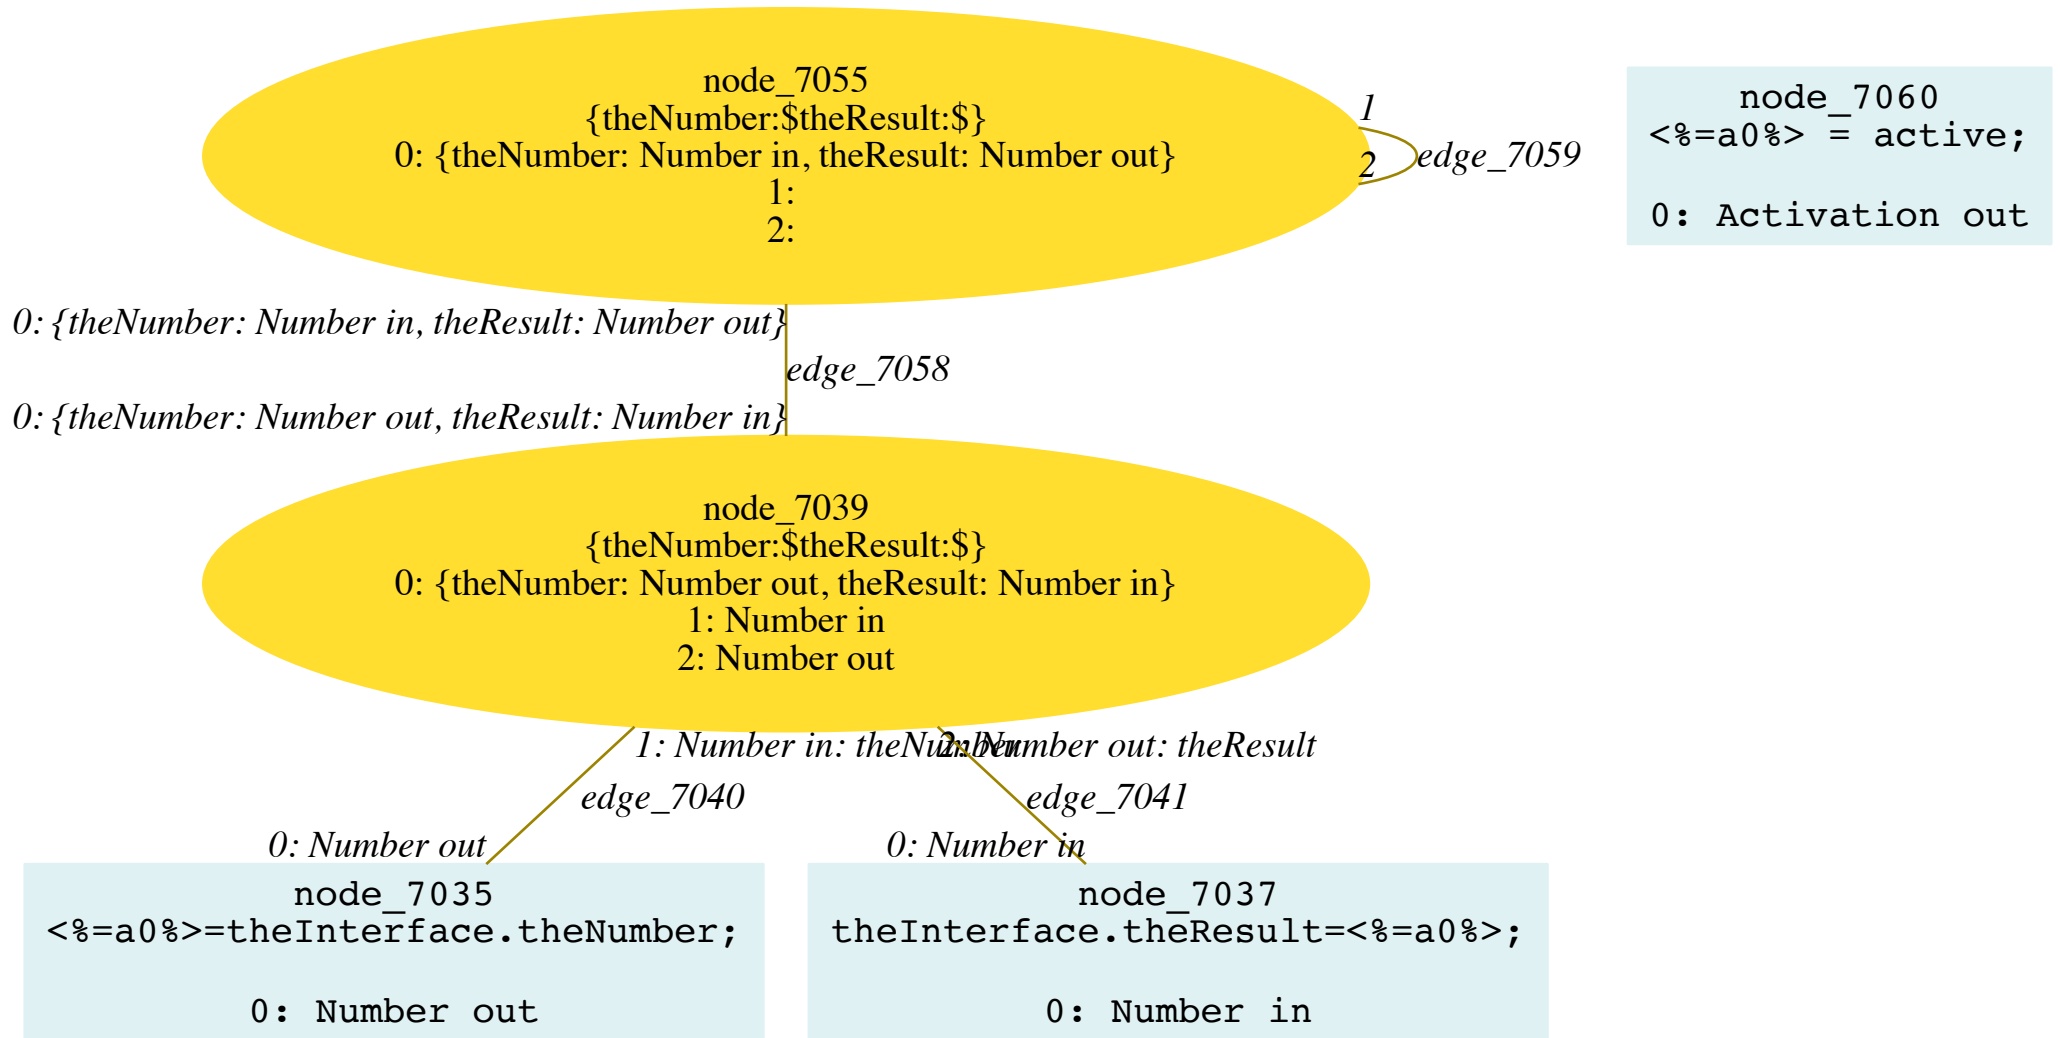 node_7055
{theNumber:$theResult:$}
0: {theNumber: Number in, theResult: Number out}
1:
2:
1
2
edge_7059
node_7060
<%=a0%> = active;
0: Activation out
0: {theNumber: Number in, theResult: Number out}
edge_7058
0: {theNumber: Number out, theResult: Number in}
node_7039
{theNumber:$theResult:$}
0: {theNumber: Number out, theResult: Number in}
1: Number in
2: Number out
1: Number in: theNumber
2: Number out: theResult
edge_7040
edge_7041
0: Number out
0: Number in
node_7035
<%=a0%>=theInterface.theNumber;
0: Number out
node_7037
theInterface.theResult=<%=a0%>;
0: Number in